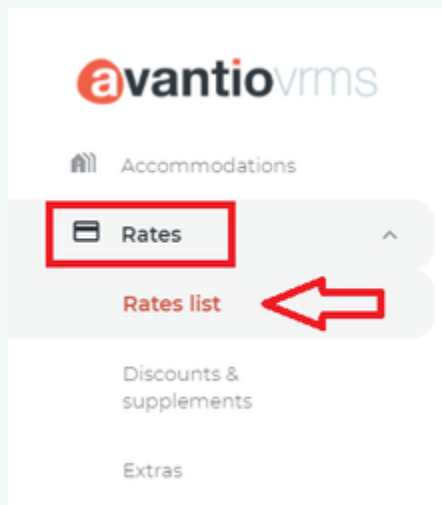 avantiovrms
Accommodations
Rates
Rates list
Discounts &
supplements
Extras